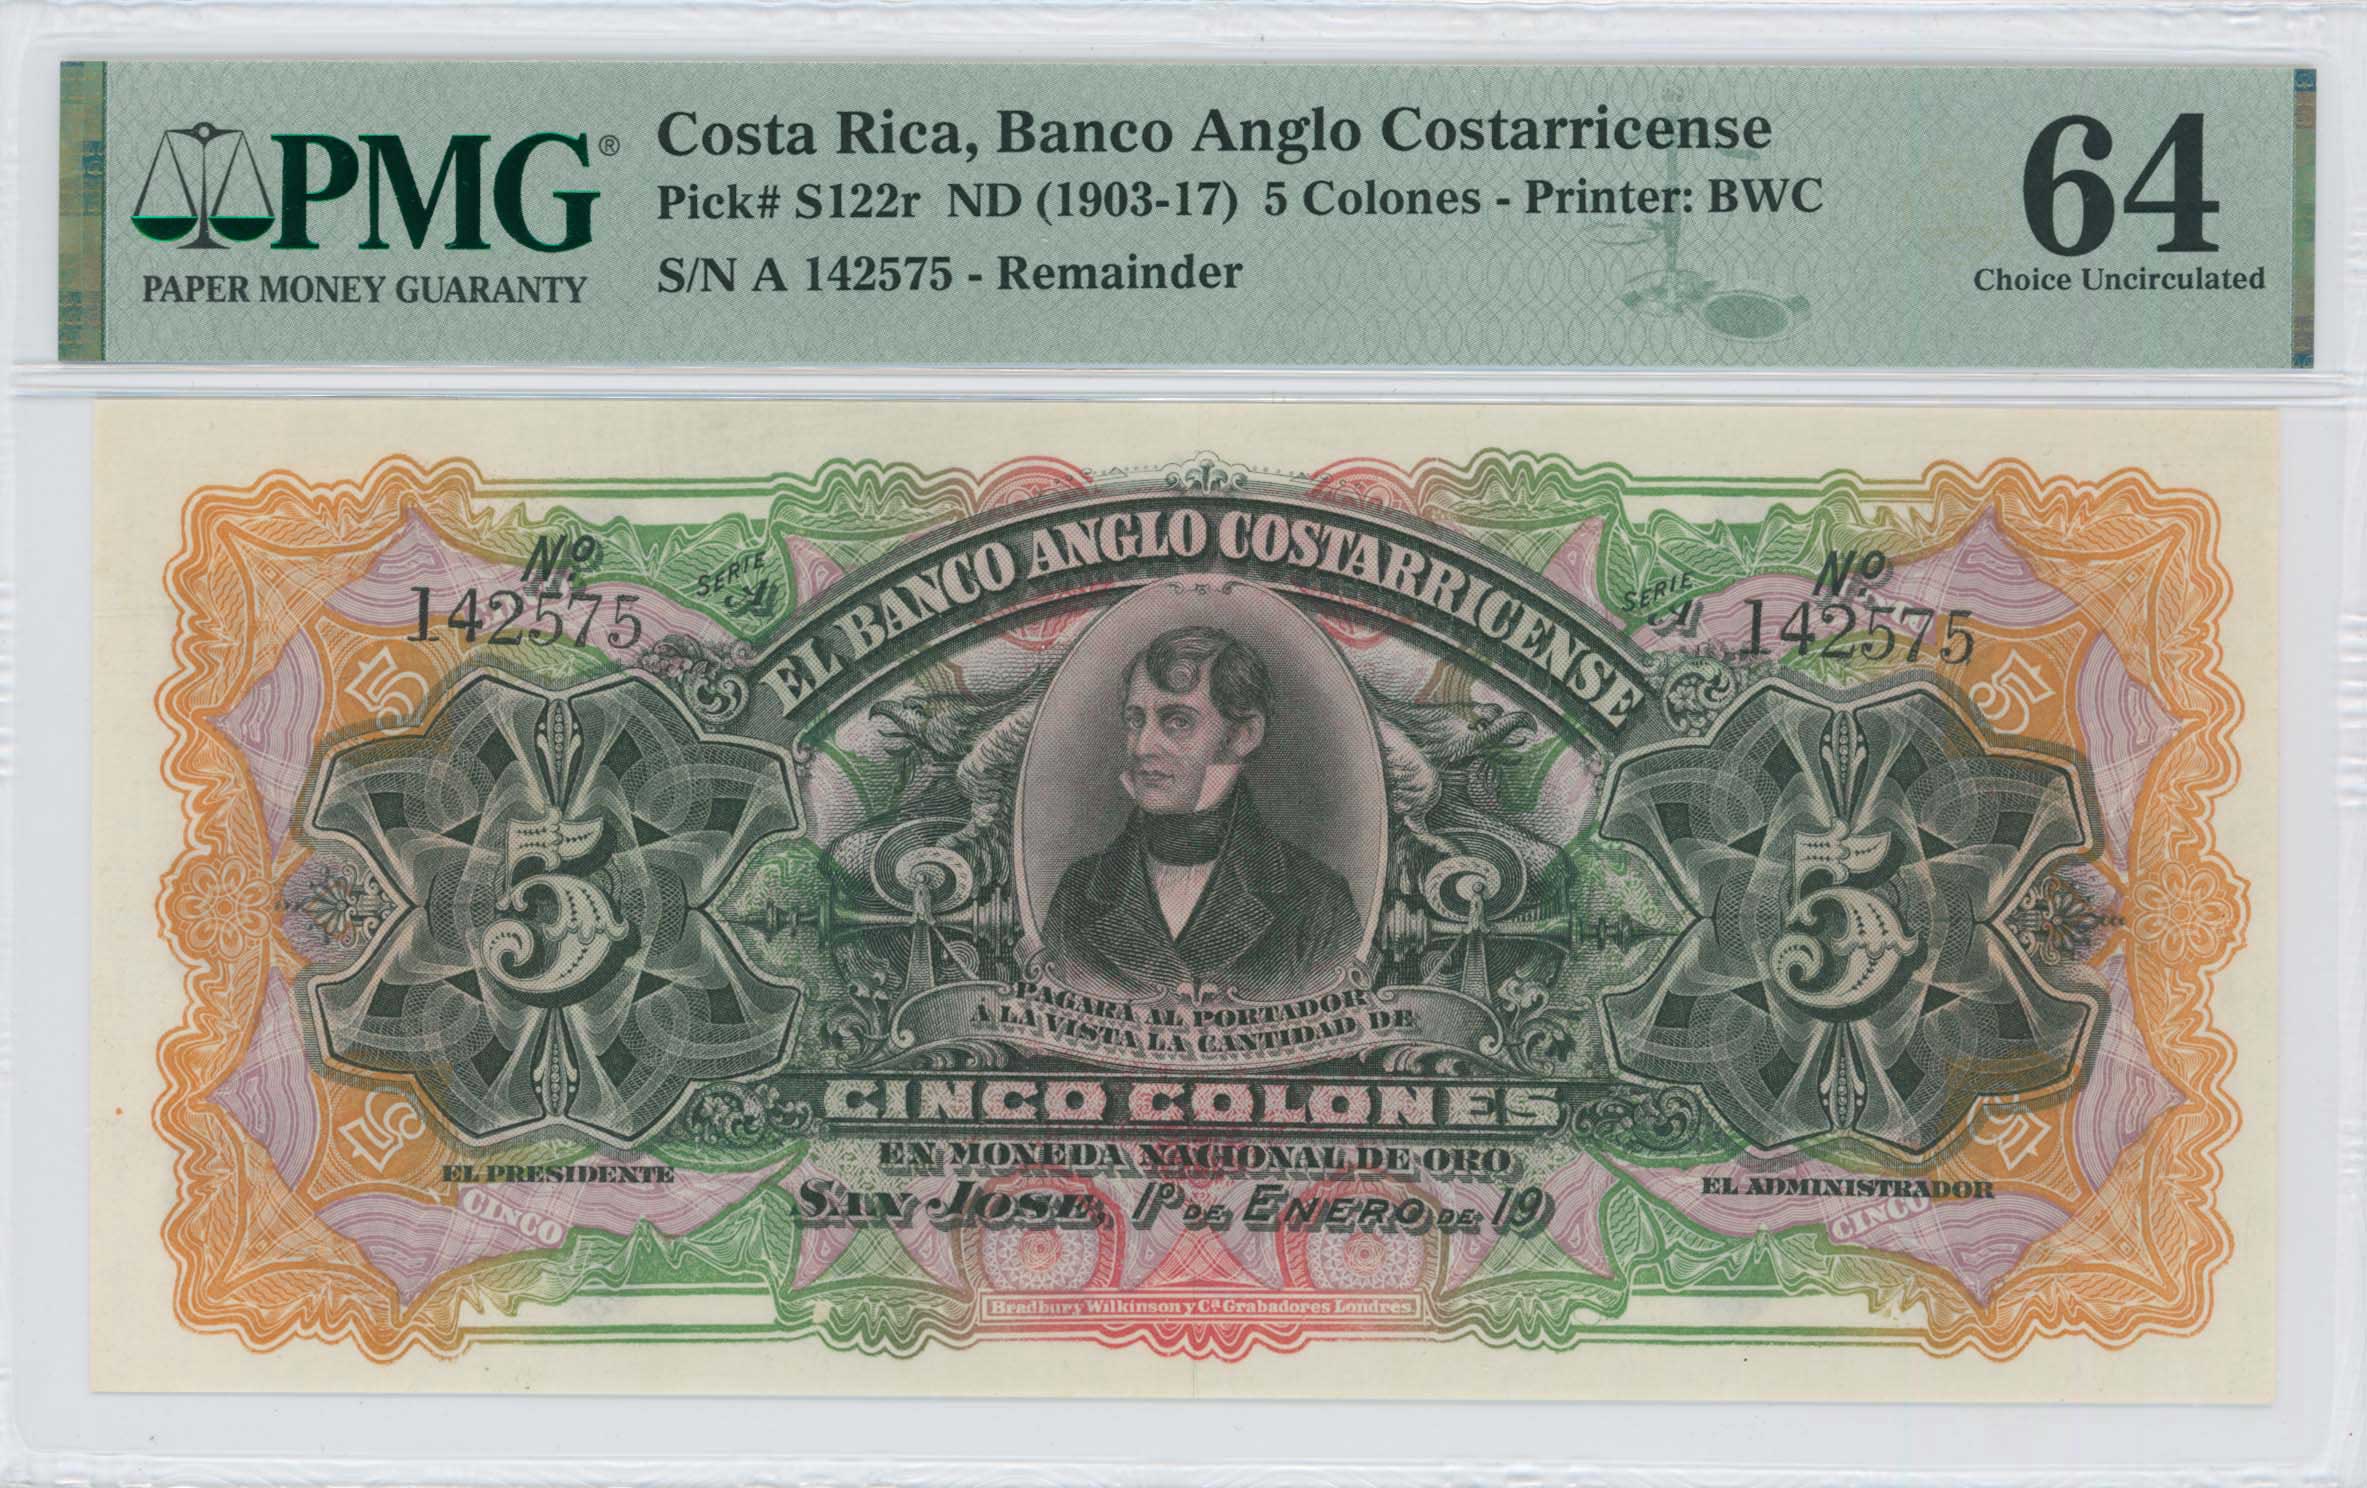 PMG®
PAPER MONEY GUARANTY
Costa Rica, Banco Anglo Costarricense
Pick# S122r ND (1903-17) 5 Colones - Printer: BWC
S/N A 142575 - Remainder
64
Choice Uncirculated
EL BANCO ANGLO COSTARRICENSE
Nº. 142575
SERIE A
SERIE A
Nº. 142575
5
5
5
5
5
5
PAGARÁ AL PORTADOR
Á LA VISTA LA CANTIDAD DE
CINCO COLONES
EN MONEDA NACIONAL DE ORO
EL PRESIDENTE
SAN JOSE, 1º DE ENERO DE 19
EL ADMINISTRADOR
CINCO
CINCO
Bradbury Wilkinson y Cª Grabadores Londres.